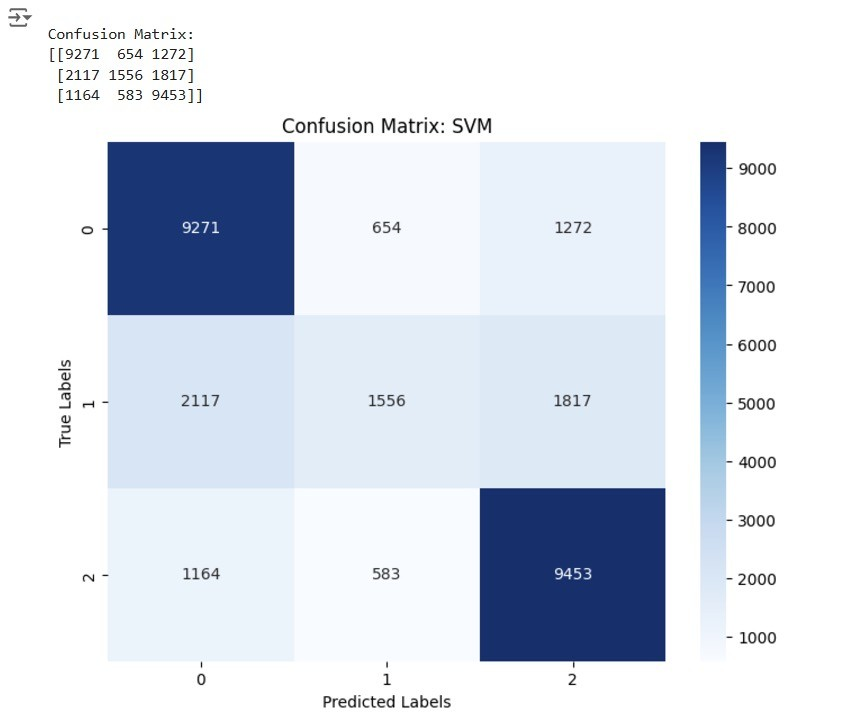 Confusion Matrix:
[[9271  654 1272]
 [2117 1556 1817]
 [1164  583 9453]]
Confusion Matrix: SVM
9000
8000
7000
6000
5000
4000
3000
2000
1000
True Labels
0
9271 654 1272
1
2117 1556 1817
2
1164 583 9453
0 1 2
Predicted Labels